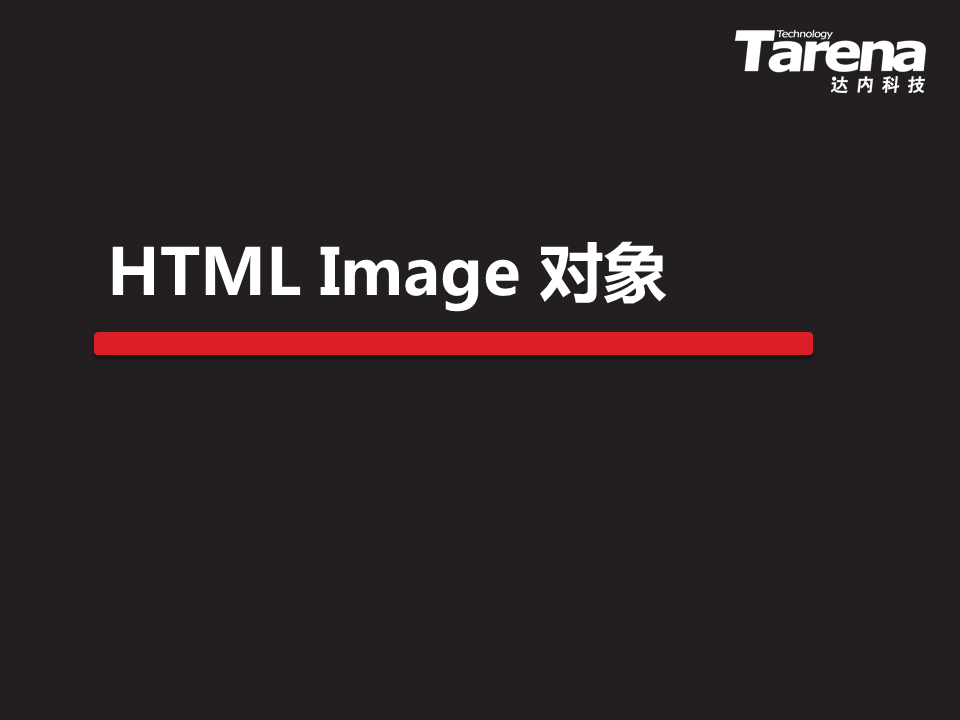 Technology
Tarena
达内科技
HTML Image 对象